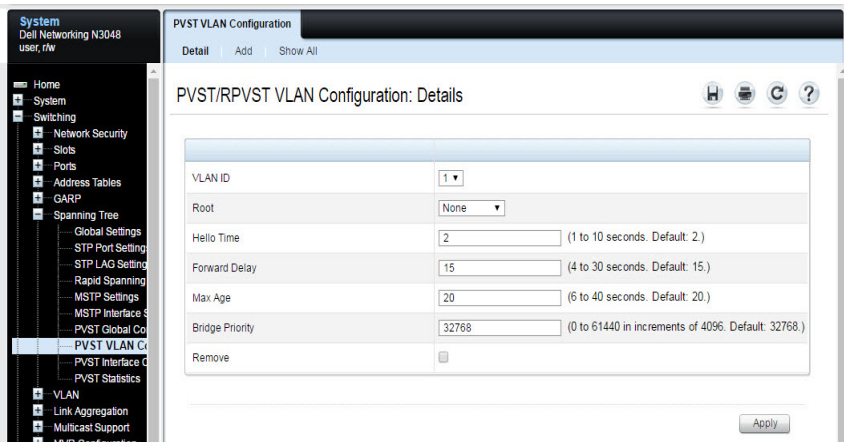 System
Dell Networking N3048
user, r/w
PVST VLAN Configuration
Detail Add Show All
Home
System
Switching
Network Security
Slots
Ports
Address Tables
GARP
Spanning Tree
Global Settings
STP Port Setting
STP LAG Setting
Rapid Spanning
MSTP Settings
MSTP Interface S
PVST Global Co
PVST VLAN Co
PVST Interface C
PVST Statistics
VLAN
Link Aggregation
Multicast Support
PVST/RPVST VLAN Configuration: Details
VLAN ID 1
Root None
Hello Time 2 (1 to 10 seconds. Default: 2.)
Forward Delay 15 (4 to 30 seconds. Default: 15.)
Max Age 20 (6 to 40 seconds. Default: 20.)
Bridge Priority 32768 (0 to 61440 in increments of 4096. Default: 32768.)
Remove
Apply